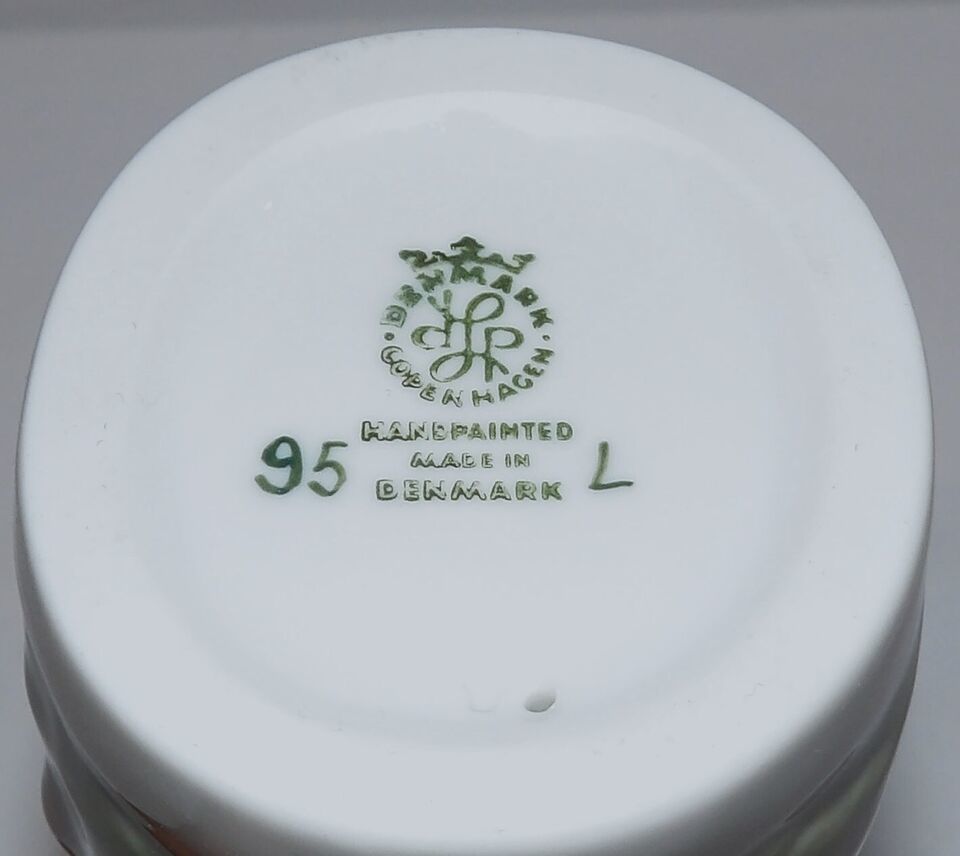 DENMARK
COPENHAGEN
HANDPAINTED
95 MADE IN L
DENMARK